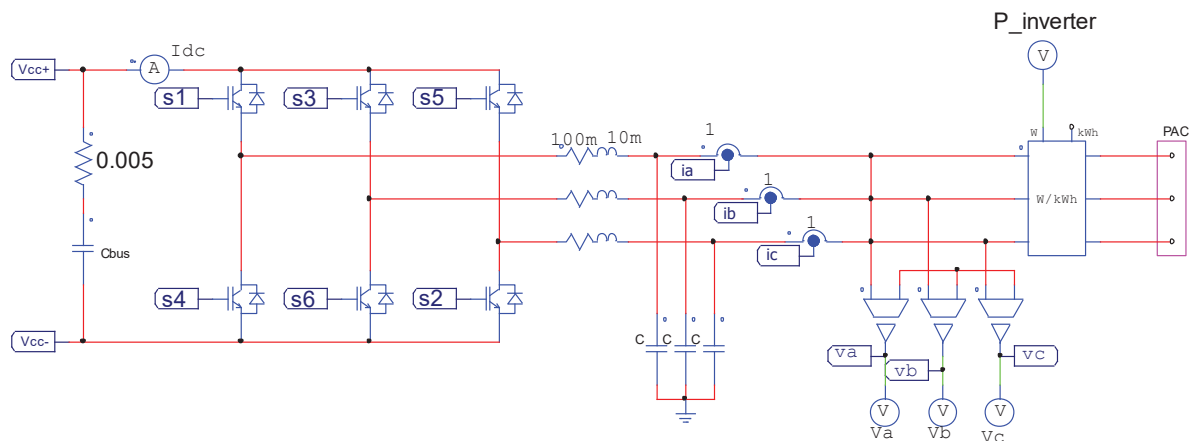 P_inverter
V
Vcc+
A
Idc
s1
s3
s5
W
kWh
PAC
0.005
100m
10m
1
ia
W/kWh
1
ib
1
ic
Cbus
s4
s6
s2
Vcc-
C
C
C
va
vb
vc
V
V
V
Va
Vb
Vc